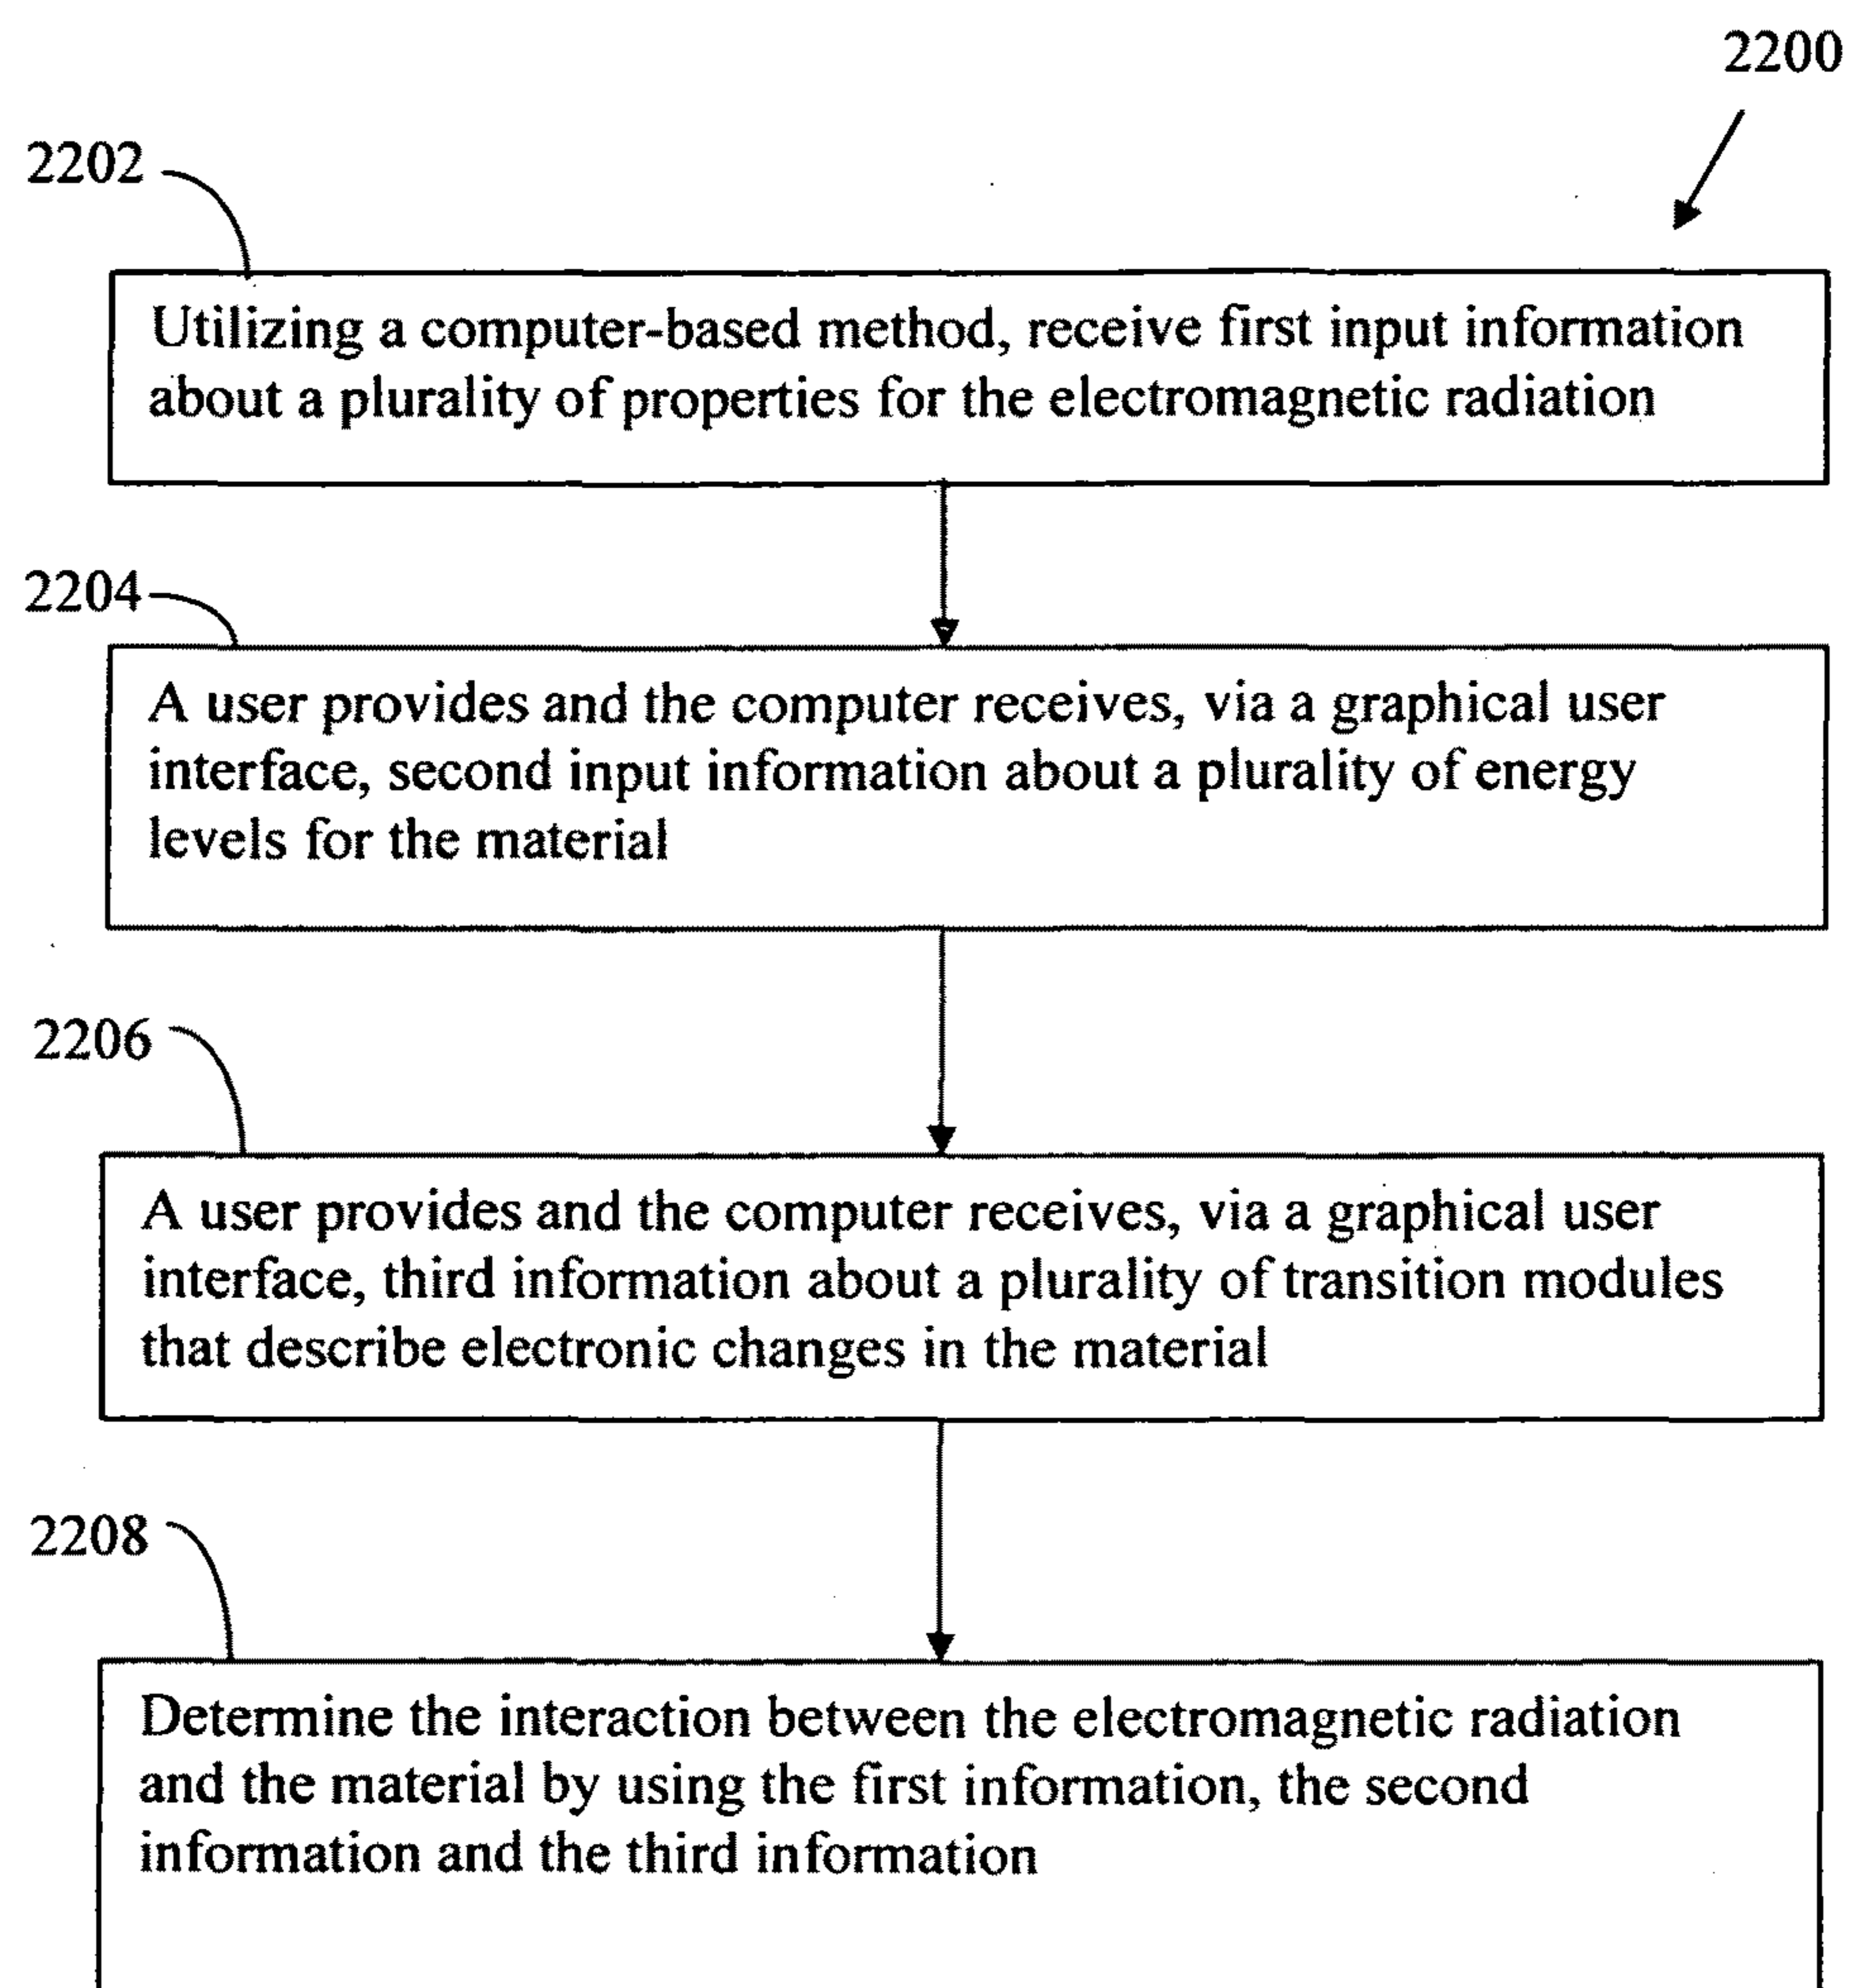 2200
2202
Utilizing a computer-based method, receive first input information
about a plurality of properties for the electromagnetic radiation
2204
A user provides and the computer receives, via a graphical user
interface, second input information about a plurality of energy
levels for the material
2206
A user provides and the computer receives, via a graphical user
interface, third information about a plurality of transition modules
that describe electronic changes in the material
2208
Determine the interaction between the electromagnetic radiation
and the material by using the first information, the second
information and the third information